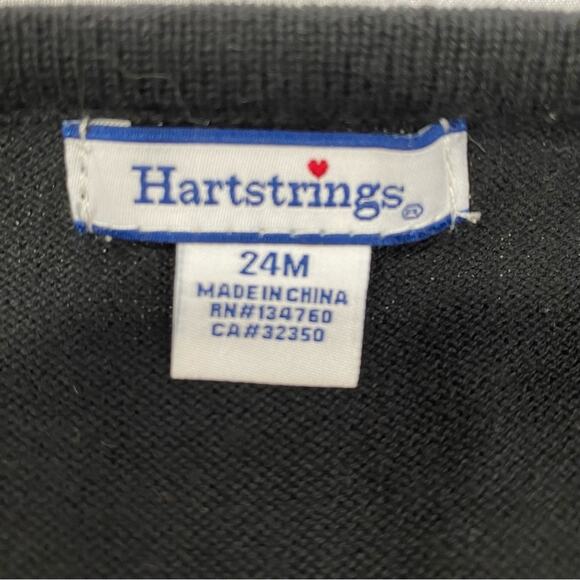 Hartstrings®
24M
MADE IN CHINA
RN#134760
CA#32350